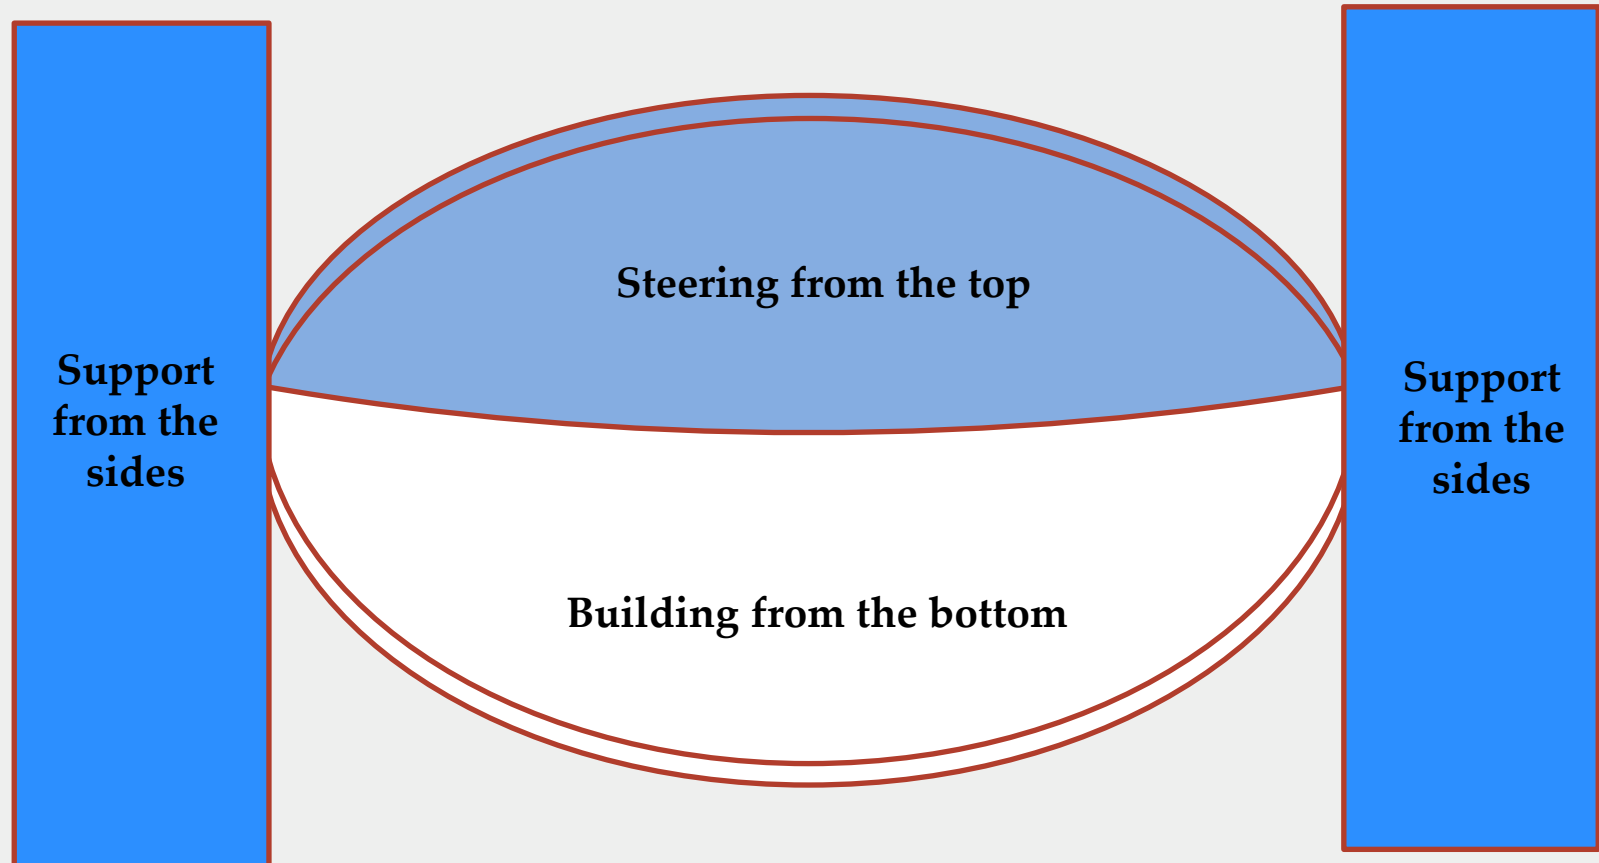 Steering from the top
Support
from the
sides
Support
from the
sides
Building from the bottom